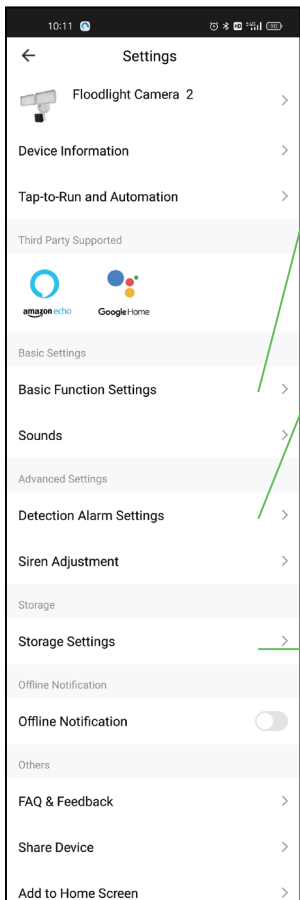 10:11
HD 90
Settings
Floodlight Camera 2
Device Information
Tap-to-Run and Automation
Third Party Supported
amazon echo Google Home
Basic Settings
Basic Function Settings
Sounds
Advanced Settings
Detection Alarm Settings
Siren Adjustment
Storage
Storage Settings
Offline Notification
Offline Notification
Others
FAQ & Feedback
Share Device
Add to Home Screen